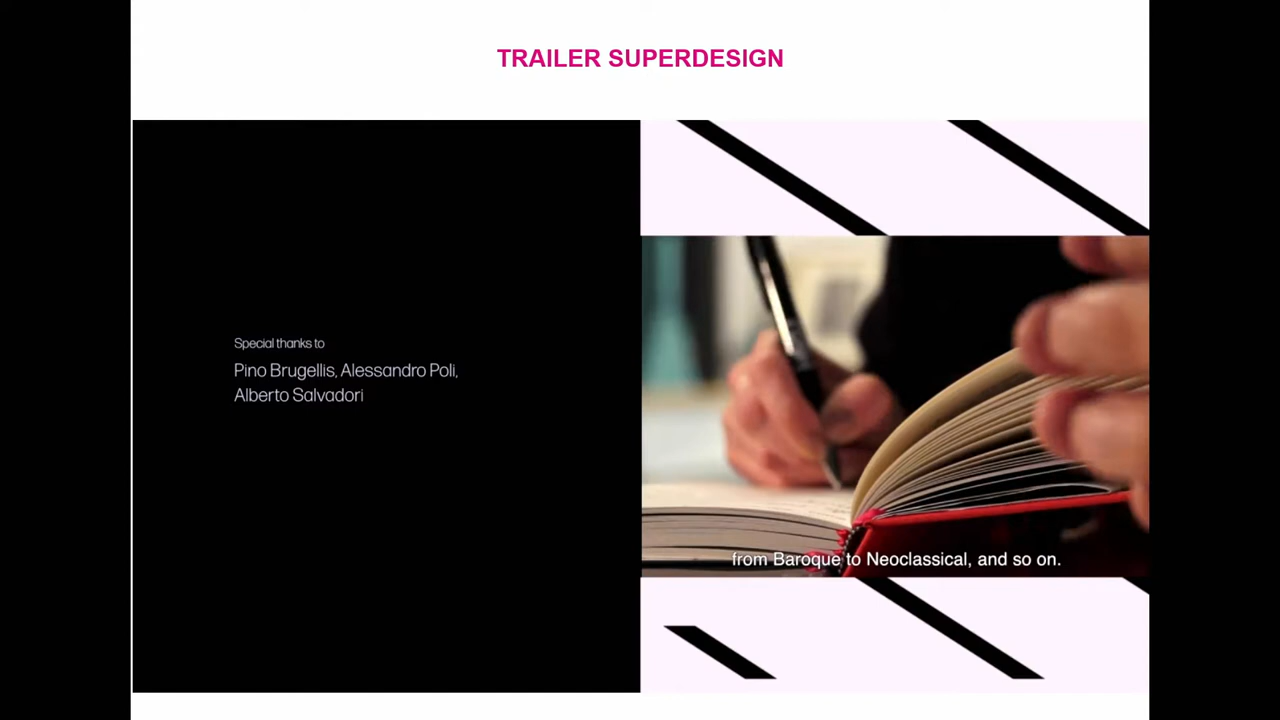 TRAILER SUPERDESIGN
Special thanks to
Pino Brugellis, Alessandro Poli,
Alberto Salvadori
from Baroque to Neoclassical, and so on.